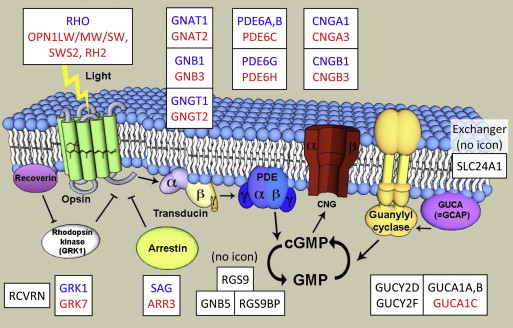 RHO
OPN1LW/MW/SW,
SWS2, RH2
Light
GNAT1
GNAT2
GNB1
GNB3
GNGT1
GNGT2
PDE6A,B
PDE6C
PDE6G
PDE6H
CNGA1
CNGA3
CNGB1
CNGB3
Exchanger
(no icon)
SLC24A1
Recoverin
Opsin
Rhodopsin
kinase
(GRK1)
Arrestin
α
β
γ
Transducin
PDE
γ α β γ
α β
CNG
Guanylyl
cyclase
GUCA
(=GCAP)
cGMP
GMP
RCVRN
GRK1
GRK7
SAG
ARR3
(no icon)
RGS9
GNB5 RGS9BP
GUCY2D
GUCY2F
GUCA1A,B
GUCA1C